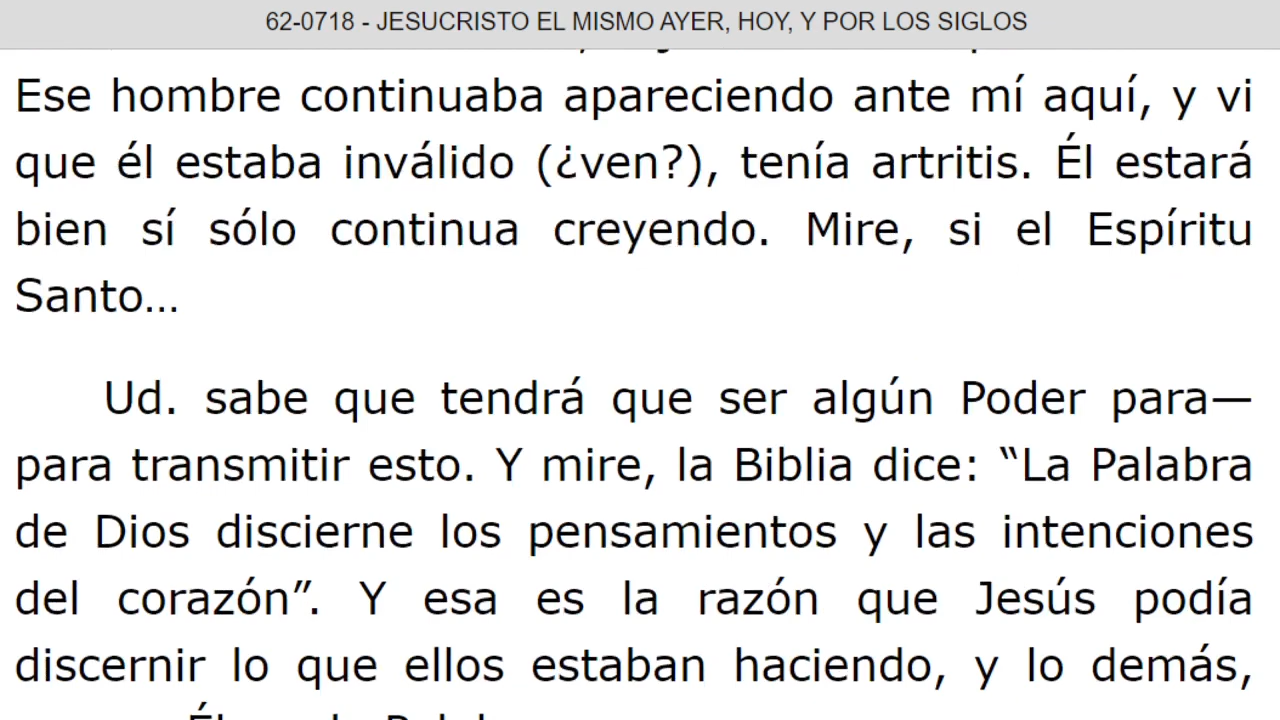 62-0718 - JESUCRISTO EL MISMO AYER, HOY, Y POR LOS SIGLOS
Ese hombre continuaba apareciendo ante mí aquí, y vi
que él estaba inválido (¿ven?), tenía artritis. Él estará
bien sí sólo continua creyendo. Mire, si el Espíritu
Santo…
Ud. sabe que tendrá que ser algún Poder para—
para transmitir esto. Y mire, la Biblia dice: “La Palabra
de Dios discierne los pensamientos y las intenciones
del corazón”. Y esa es la razón que Jesús podía
discernir lo que ellos estaban haciendo, y lo demás,